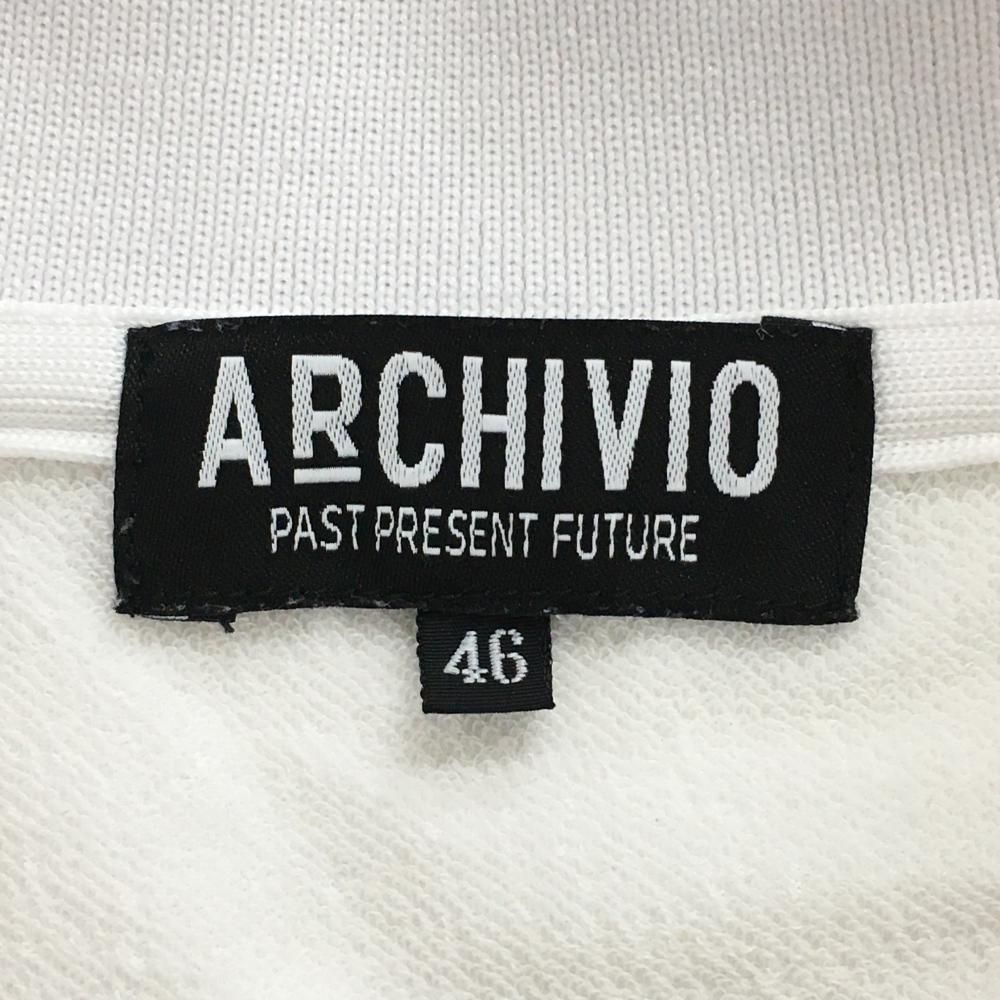 ARCHIVIO
PAST PRESENT FUTURE
46